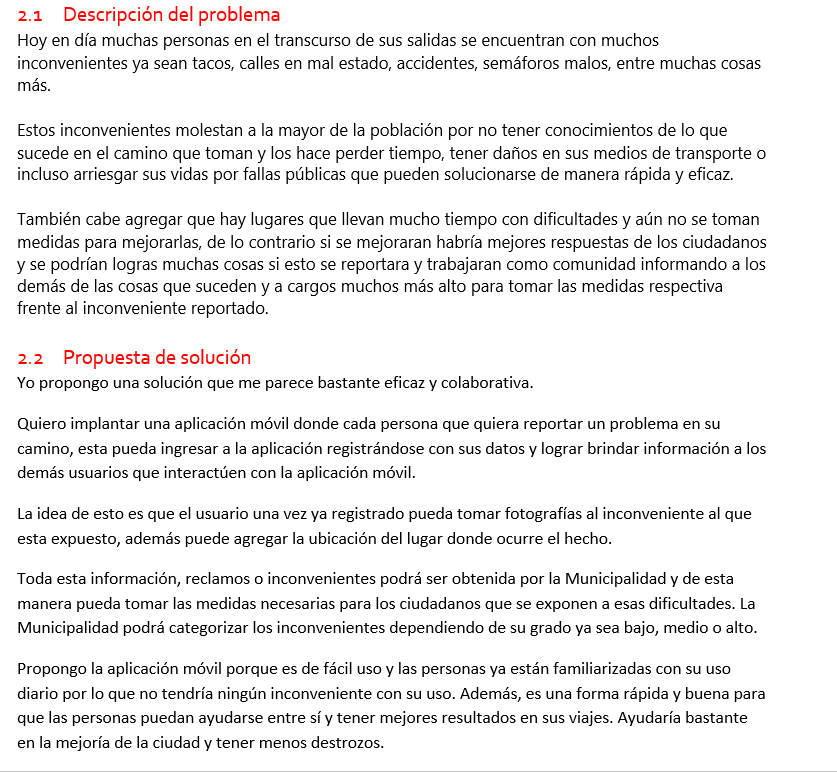 2.1 Descripción del problema
Hoy en día muchas personas en el transcurso de sus salidas se encuentran con muchos
inconvenientes ya sean tacos, calles en mal estado, accidentes, semáforos malos, entre muchas cosas
más.
Estos inconvenientes molestan a la mayor de la población por no tener conocimientos de lo que
sucede en el camino que toman y los hace perder tiempo, tener daños en sus medios de transporte o
incluso arriesgar sus vidas por fallas públicas que pueden solucionarse de manera rápida y eficaz.
También cabe agregar que hay lugares que llevan mucho tiempo con dificultades y aún no se toman
medidas para mejorarlas, de lo contrario si se mejoraran habría mejores respuestas de los ciudadanos
y se podrían logras muchas cosas si esto se reportara y trabajaran como comunidad informando a los
demás de las cosas que suceden y a cargos muchos más alto para tomar las medidas respectiva
frente al inconveniente reportado.
2.2 Propuesta de solución
Yo propongo una solución que me parece bastante eficaz y colaborativa.
Quiero implantar una aplicación móvil donde cada persona que quiera reportar un problema en su
camino, esta pueda ingresar a la aplicación registrándose con sus datos y lograr brindar información a los
demás usuarios que interactúen con la aplicación móvil.
La idea de esto es que el usuario una vez ya registrado pueda tomar fotografías al inconveniente al que
esta expuesto, además puede agregar la ubicación del lugar donde ocurre el hecho.
Toda esta información, reclamos o inconvenientes podrá ser obtenida por la Municipalidad y de esta
manera pueda tomar las medidas necesarias para los ciudadanos que se exponen a esas dificultades. La
Municipalidad podrá categorizar los inconvenientes dependiendo de su grado ya sea bajo, medio o alto.
Propongo la aplicación móvil porque es de fácil uso y las personas ya están familiarizadas con su uso
diario por lo que no tendría ningún inconveniente con su uso. Además, es una forma rápida y buena para
que las personas puedan ayudarse entre sí y tener mejores resultados en sus viajes. Ayudaría bastante
en la mejoría de la ciudad y tener menos destrozos.